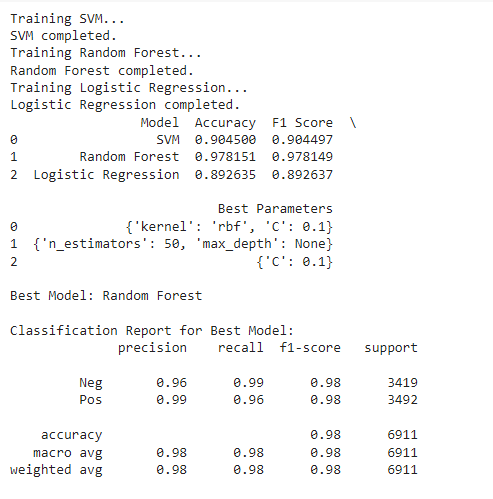 Training SVM...
SVM completed.
Training Random Forest...
Random Forest completed.
Training Logistic Regression...
Logistic Regression completed.
Model Accuracy F1 Score \
0 SVM 0.904500 0.904497
1 Random Forest 0.978151 0.978149
2 Logistic Regression 0.892635 0.892637
Best Parameters
0 {'kernel': 'rbf', 'C': 0.1}
1 {'n_estimators': 50, 'max_depth': None}
2 {'C': 0.1}
Best Model: Random Forest
Classification Report for Best Model:
precision recall f1-score support
Neg 0.96 0.99 0.98 3419
Pos 0.99 0.96 0.98 3492
accuracy 0.98 6911
macro avg 0.98 0.98 0.98 6911
weighted avg 0.98 0.98 0.98 6911